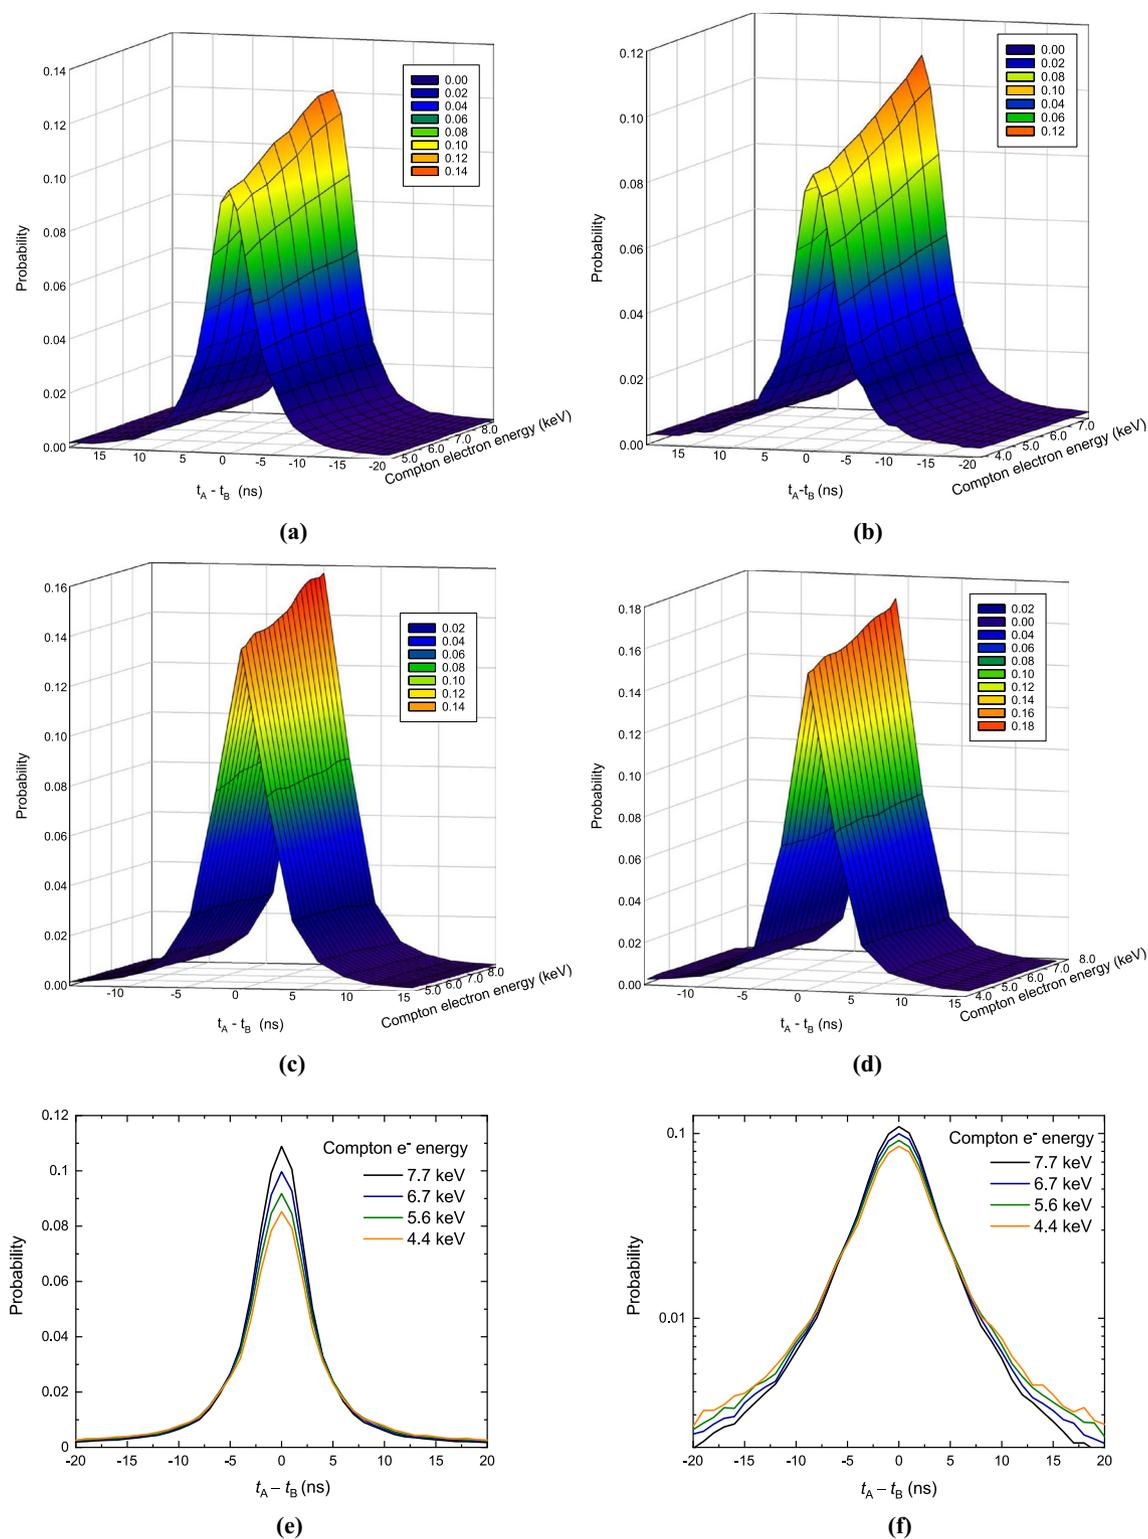 0.14
0.12
0.10
0.08
0.06
0.04
0.02
0.00
Probability
15 10 5 0 -5 -10 -15 -20
t_A - t_B (ns)
5.0 6.0 7.0 8.0
Compton electron energy (keV)
0.00
0.02
0.04
0.06
0.08
0.10
0.12
0.14
(a)
0.12
0.10
0.08
0.06
0.04
0.02
0.00
Probability
15 10 5 0 -5 -10 -15 -20
t_A-t_B (ns)
4.0 5.0 6.0 7.0
Compton electron energy (keV)
0.00
0.02
0.08
0.10
0.04
0.06
0.12
(b)
0.16
0.14
0.12
0.10
0.08
0.06
0.04
0.02
0.00
Probability
-10 -5 0 5 10 15
t_A - t_B (ns)
5.0 6.0 7.0 8.0
Compton electron energy (keV)
0.02
0.04
0.06
0.08
0.10
0.12
0.14
(c)
0.18
0.16
0.14
0.12
0.10
0.08
0.06
0.04
0.02
0.00
Probability
-10 -5 0 5 10 15
t_A - t_B (ns)
4.0 5.0 6.0 7.0 8.0
Compton electron energy (keV)
0.02
0.00
0.04
0.06
0.08
0.10
0.12
0.14
0.16
0.18
(d)
0.12
0.1
0.08
0.06
0.04
0.02
0
Probability
Compton e⁻ energy
7.7 keV
6.7 keV
5.6 keV
4.4 keV
-20 -15 -10 -5 0 5 10 15 20
t_A – t_B (ns)
(e)
0.1
0.01
Probability
Compton e⁻ energy
7.7 keV
6.7 keV
5.6 keV
4.4 keV
-20 -15 -10 -5 0 5 10 15 20
t_A – t_B (ns)
(f)